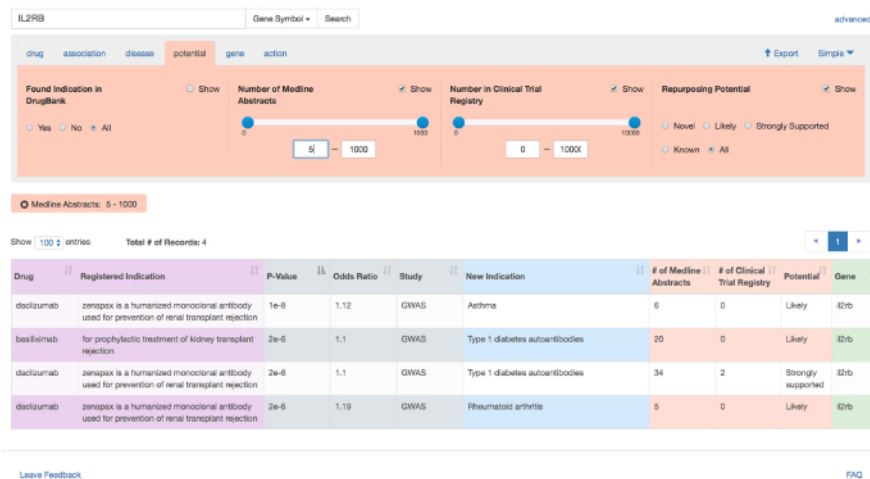 IL2RB Gene Symbol Search advanced
drug association disease potential gene action Export Simple
Found Indication in DrugBank Show
Yes No All
Number of Medline Abstracts Show
0 1000
5 – 1000
Number in Clinical Trial Registry Show
0 10000
0 – 1000
Repurposing Potential Show
Novel Likely Strongly Supported
Known All
Medline Abstracts: 5 - 1000
Show 100 entries Total # of Records: 4 1
Drug Registered Indication P-Value Odds Ratio Study New Indication # of Medline Abstracts # of Clinical Trial Registry Potential Gene
daclizumab zenapax is a humanized monoclonal antibody used for prevention of renal transplant rejection 1e-8 1.12 GWAS Asthma 6 0 Likely il2rb
basiliximab for prophylactic treatment of kidney transplant rejection 2e-6 1.1 GWAS Type 1 diabetes autoantibodies 20 0 Likely il2rb
daclizumab zenapax is a humanized monoclonal antibody used for prevention of renal transplant rejection 2e-6 1.1 GWAS Type 1 diabetes autoantibodies 34 2 Strongly supported il2rb
daclizumab zenapax is a humanized monoclonal antibody used for prevention of renal transplant rejection 2e-6 1.19 GWAS Rheumatoid arthritis 5 0 Likely il2rb
Leave Feedback FAQ